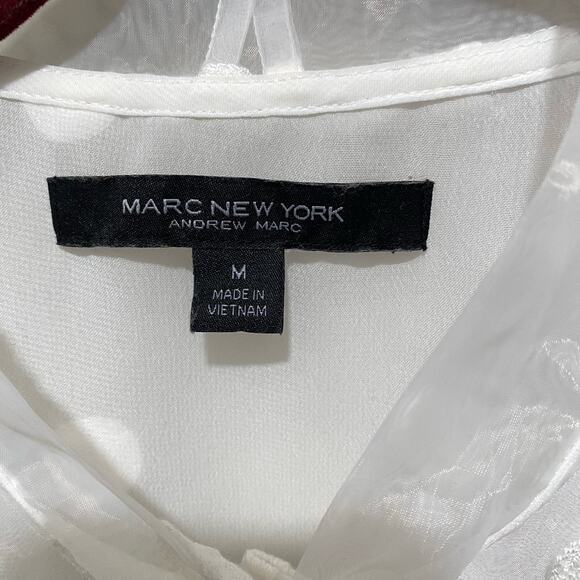 MARC NEW YORK
ANDREW MARC
M
MADE IN
VIETNAM